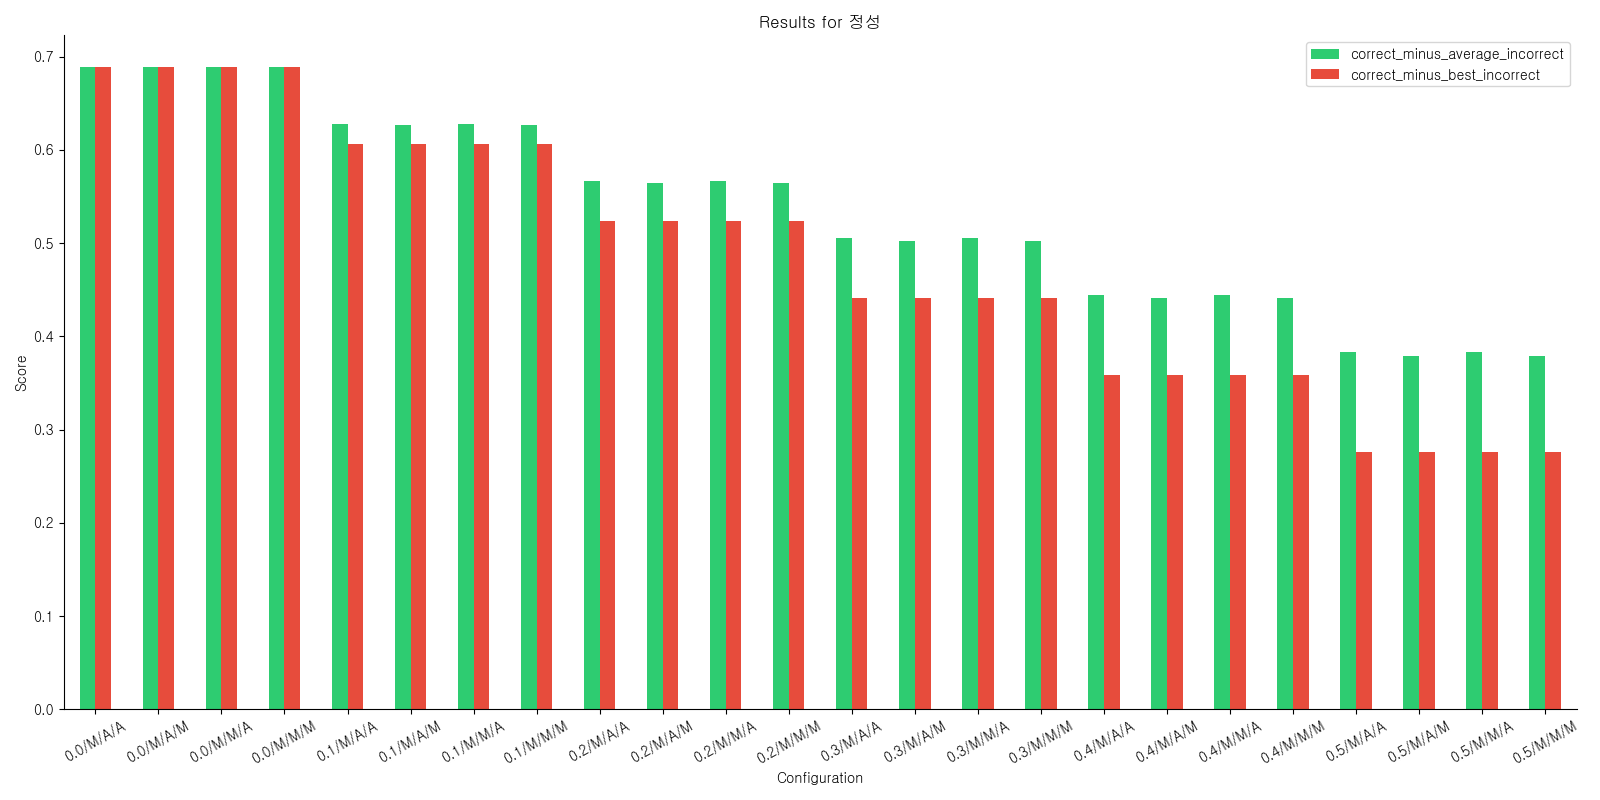 Results for 정성
correct_minus_average_incorrect
correct_minus_best_incorrect
Score
0.7
0.6
0.5
0.4
0.3
0.2
0.1
0.0
0.0/M/A/A
0.0/M/A/M
0.0/M/M/A
0.0/M/M/M
0.1/M/A/A
0.1/M/A/M
0.1/M/M/A
0.1/M/M/M
0.2/M/A/A
0.2/M/A/M
0.2/M/M/A
0.2/M/M/M
0.3/M/A/A
0.3/M/A/M
0.3/M/M/A
0.3/M/M/M
0.4/M/A/A
0.4/M/A/M
0.4/M/M/A
0.4/M/M/M
0.5/M/A/A
0.5/M/A/M
0.5/M/M/A
0.5/M/M/M
Configuration